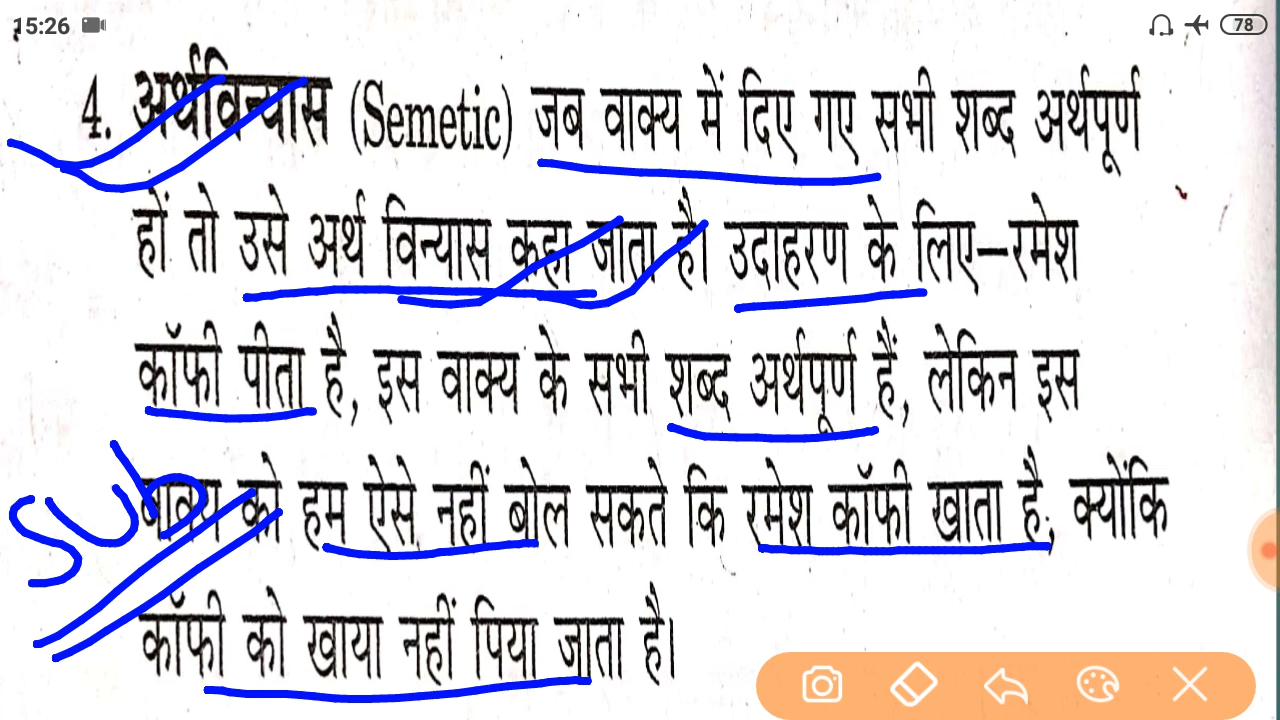 15:26
78
4. अर्थविन्यास (Semetic) जब वाक्य में दिए गए सभी शब्द अर्थपूर्ण
हों तो उसे अर्थ विन्यास कहा जाता है। उदाहरण के लिए–रमेश
कॉफी पीता है, इस वाक्य के सभी शब्द अर्थपूर्ण हैं, लेकिन इस
वाक्य को हम ऐसे नहीं बोल सकते कि रमेश कॉफी खाता है, क्योंकि
कॉफी को खाया नहीं पिया जाता है।
SUb